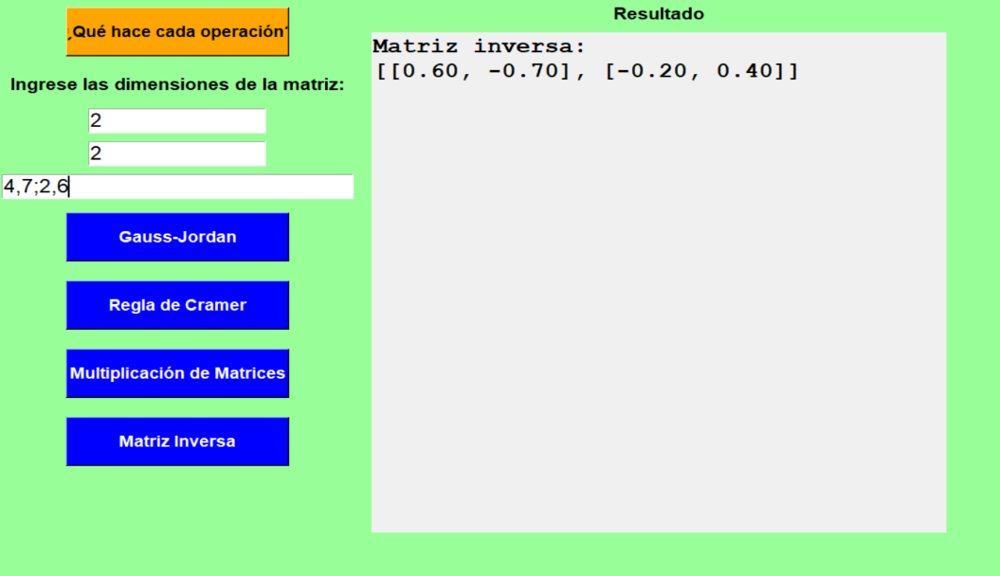 ¿Qué hace cada operación?
Ingrese las dimensiones de la matriz:
2
2
4,7;2,6
Gauss-Jordan
Regla de Cramer
Multiplicación de Matrices
Matriz Inversa
Resultado
Matriz inversa:
[[0.60, -0.70], [-0.20, 0.40]]